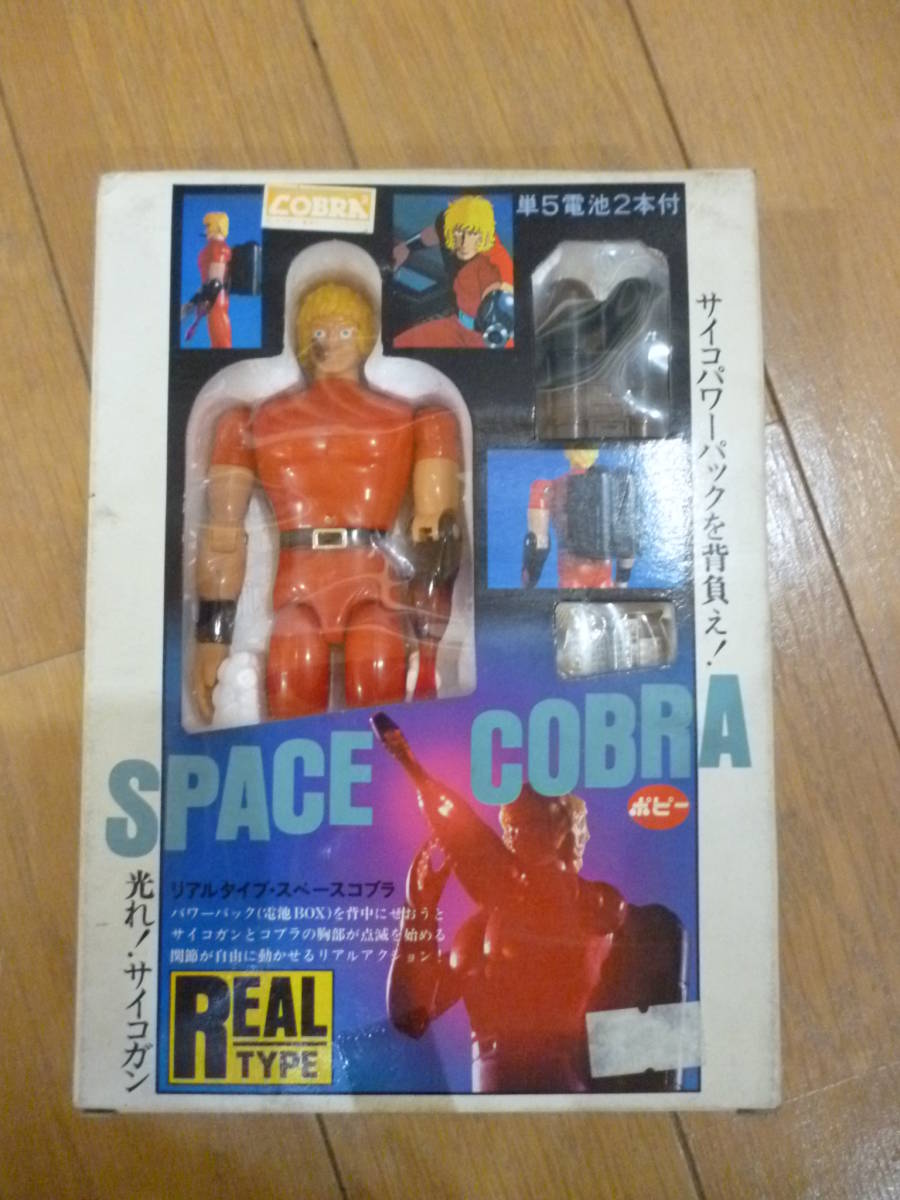 COBRA
単5電池2本付
サイコパワーパックを背負え!
SPACE COBRA
ポピー
光れ!サイコガン
リアルタイプ・スペースコブラ
パワーパック(電池BOX)を背中にせおうと
サイコガンとコブラの胸部が点滅を始める
関節が自由に動かせるリアルアクション!
REAL
TYPE